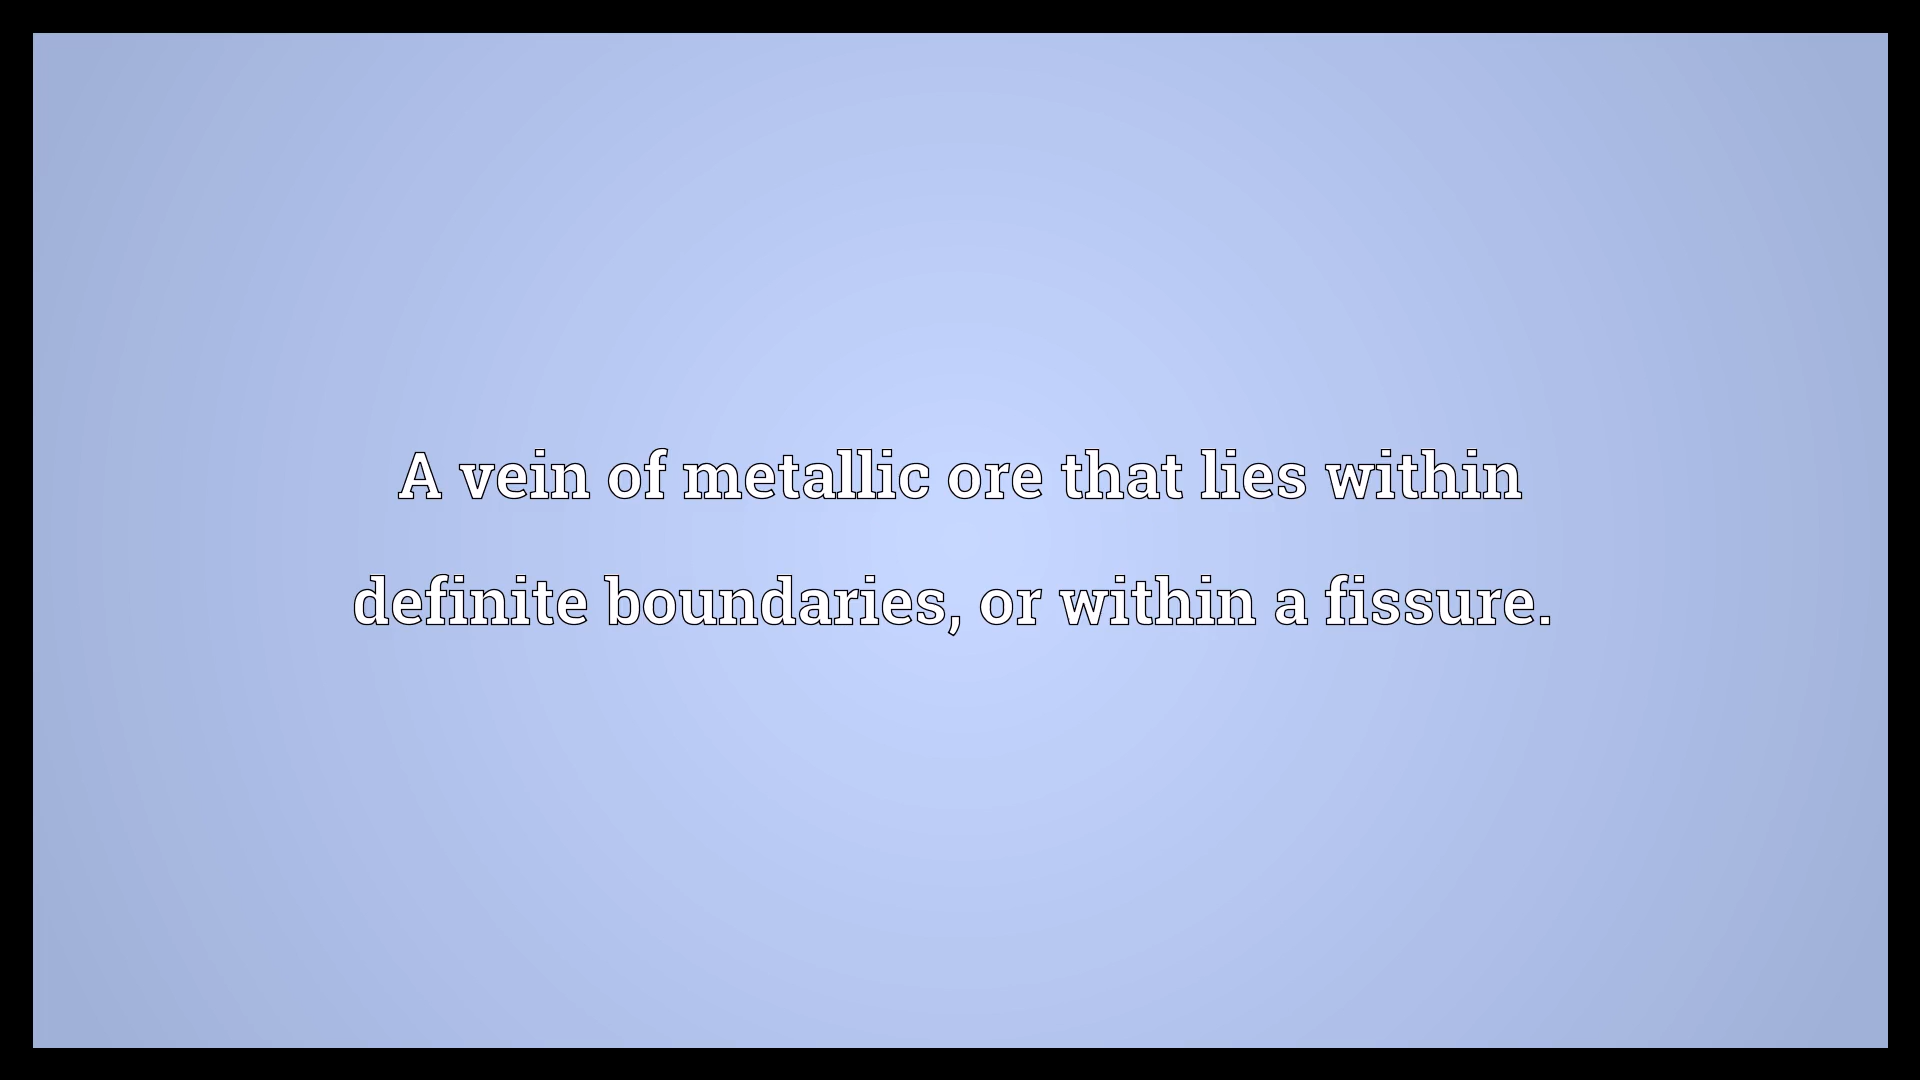 A vein of metallic ore that lies within
definite boundaries, or within a fissure.